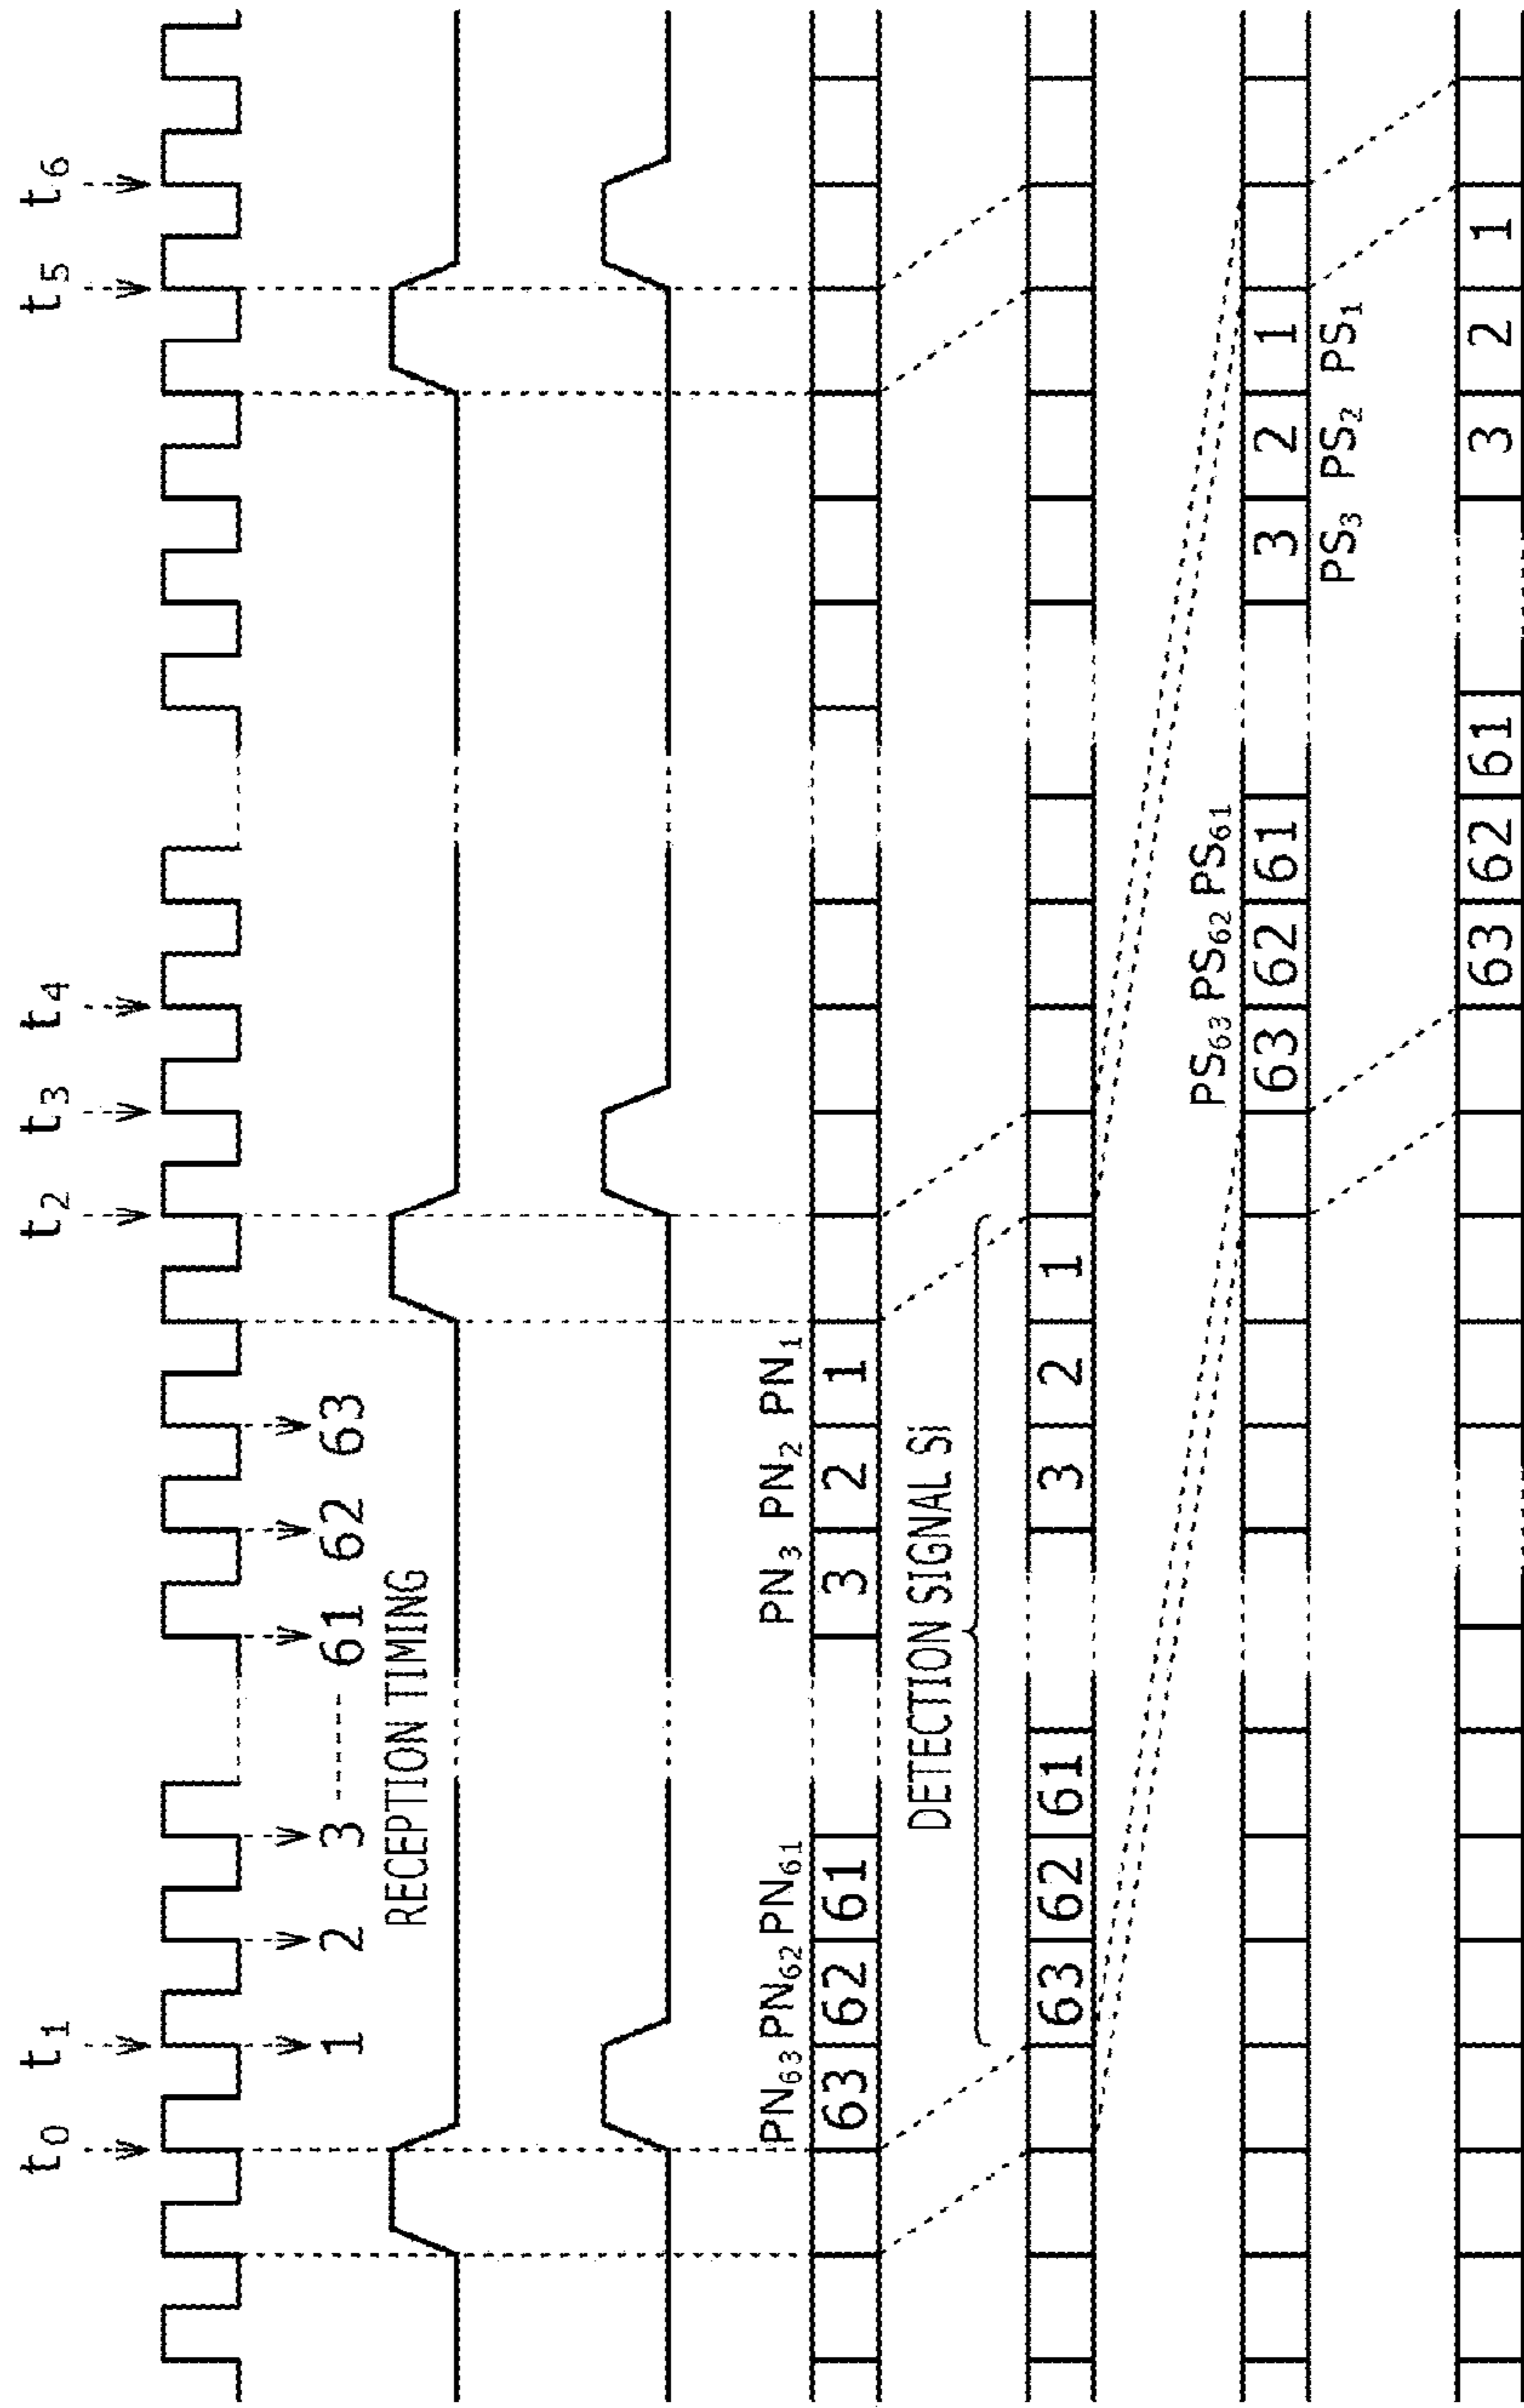 t0 t1 t2 t3 t4 t5 t6
1 2 3 ------ 61 62 63
RECEPTION TIMING
PN63 PN62 PN61 PN3 PN2 PN1
63 62 61 3 2 1
DETECTION SIGNAL Si
63 62 61 3 2 1
PS63 PS62 PS61
63 62 61 3 2 1
PS3 PS2 PS1
63 62 61 3 2 1